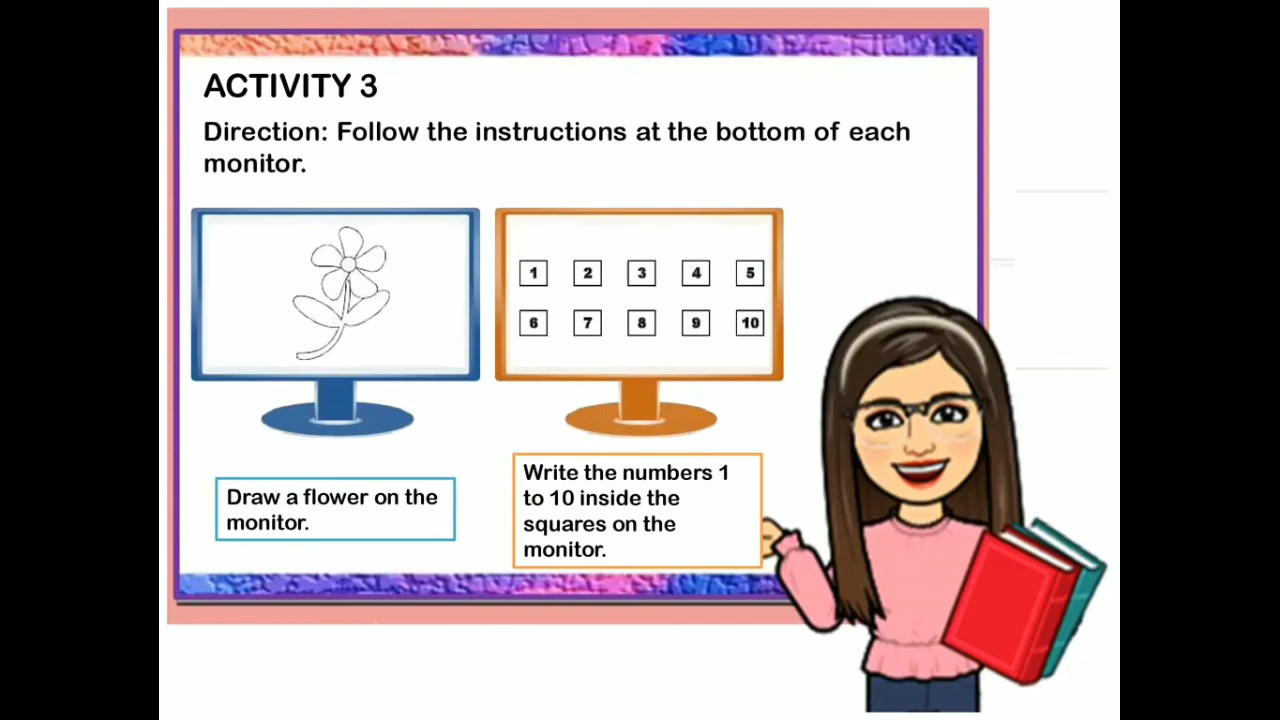 ACTIVITY 3
Direction: Follow the instructions at the bottom of each
monitor.
1 2 3 4 5
6 7 8 9 10
Draw a flower on the
monitor.
Write the numbers 1
to 10 inside the
squares on the
monitor.